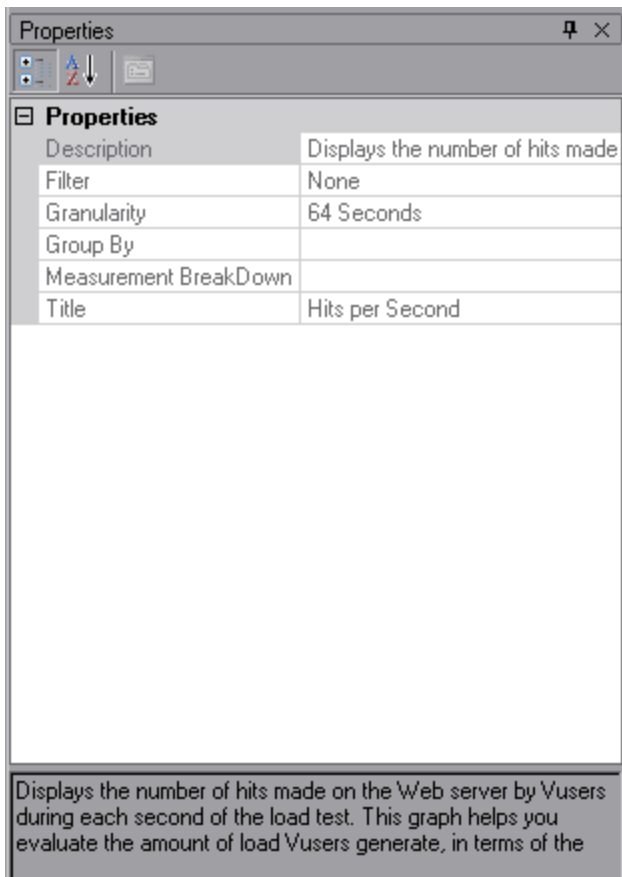 Properties
Properties
Description Displays the number of hits made
Filter None
Granularity 64 Seconds
Group By
Measurement BreakDown
Title Hits per Second
Displays the number of hits made on the Web server by Vusers
during each second of the load test. This graph helps you
evaluate the amount of load Vusers generate, in terms of the